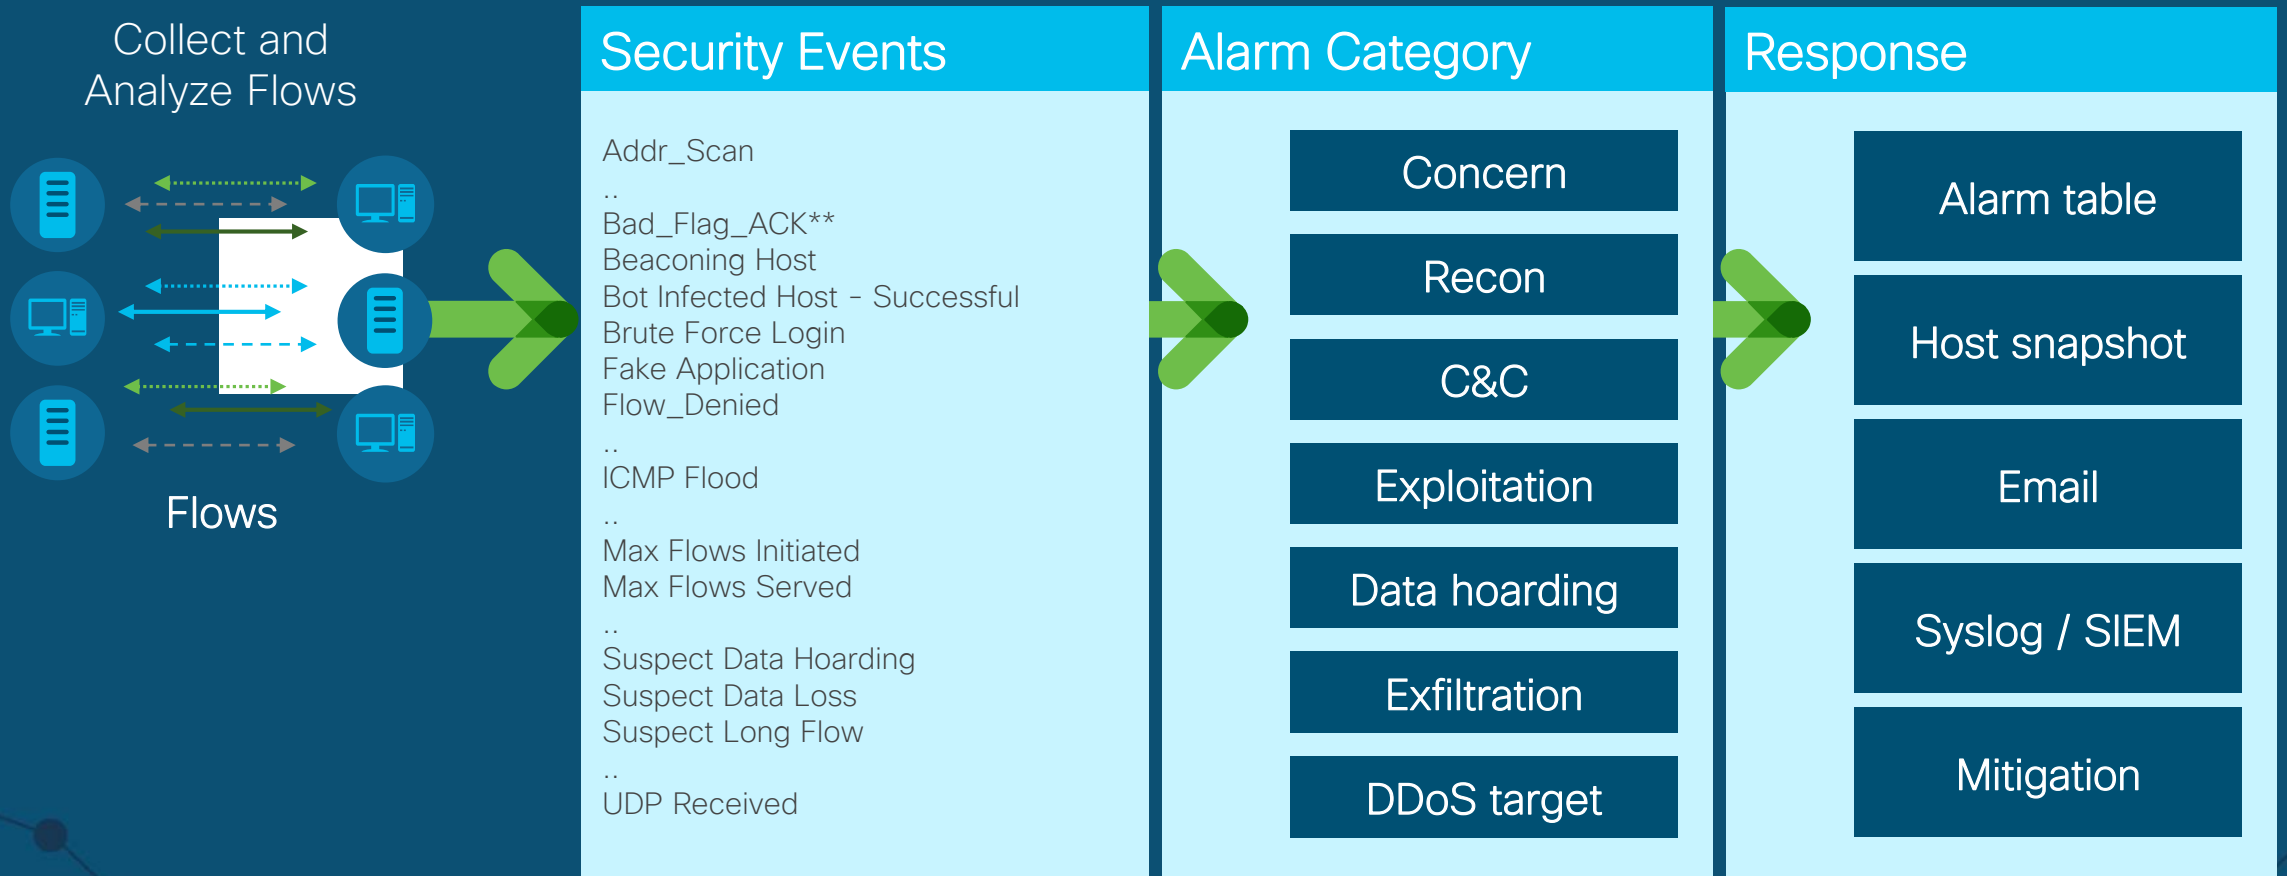 Collect and
Analyze Flows
Flows
Security Events
Addr_Scan
..
Bad_Flag_ACK**
Beaconing Host
Bot Infected Host - Successful
Brute Force Login
Fake Application
Flow_Denied
..
ICMP Flood
..
Max Flows Initiated
Max Flows Served
..
Suspect Data Hoarding
Suspect Data Loss
Suspect Long Flow
..
UDP Received
Alarm Category
Concern
Recon
C&C
Exploitation
Data hoarding
Exfiltration
DDoS target
Response
Alarm table
Host snapshot
Email
Syslog / SIEM
Mitigation